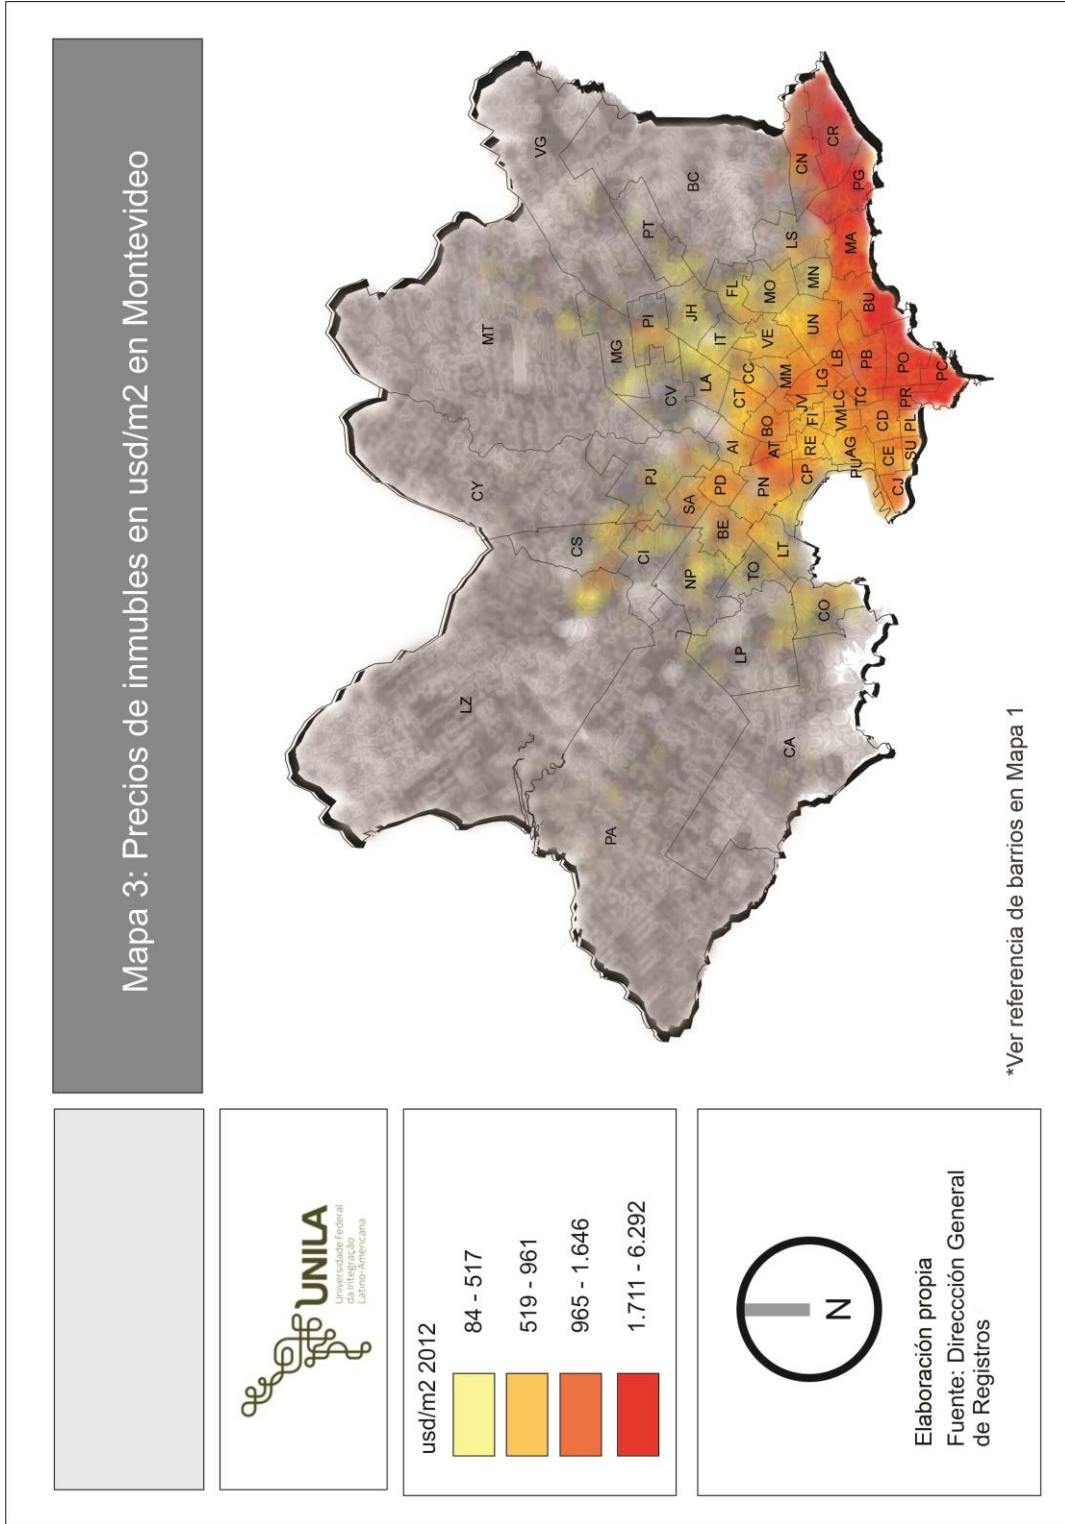 Mapa 3: Precios de inmubles en usd/m2 en Montevideo
UNILA
Universidade Federal
da Integração
Latino-Americana
usd/m2 2012
84 - 517
519 - 961
965 - 1.646
1.711 - 6.292
N
Elaboración propia
Fuente: Direccción General
de Registros
VG
MT
BC
PT
CY
MG
PI
JH
CN
CR
PG
LS
MA
FL
MO
MN
IT
VE
UN
BU
CV
LA
CC
CT
MM
LG
LB
PB
PO
PC
JV
LC
TC
PR
BO
FI
VM
CD
PL
AI
AT
RE
AG
CE
SU
PU
CP
CJ
PJ
PD
PN
SA
CS
CI
BE
LT
NP
TO
CO
LP
LZ
CA
PA
*Ver referencia de barrios en Mapa 1